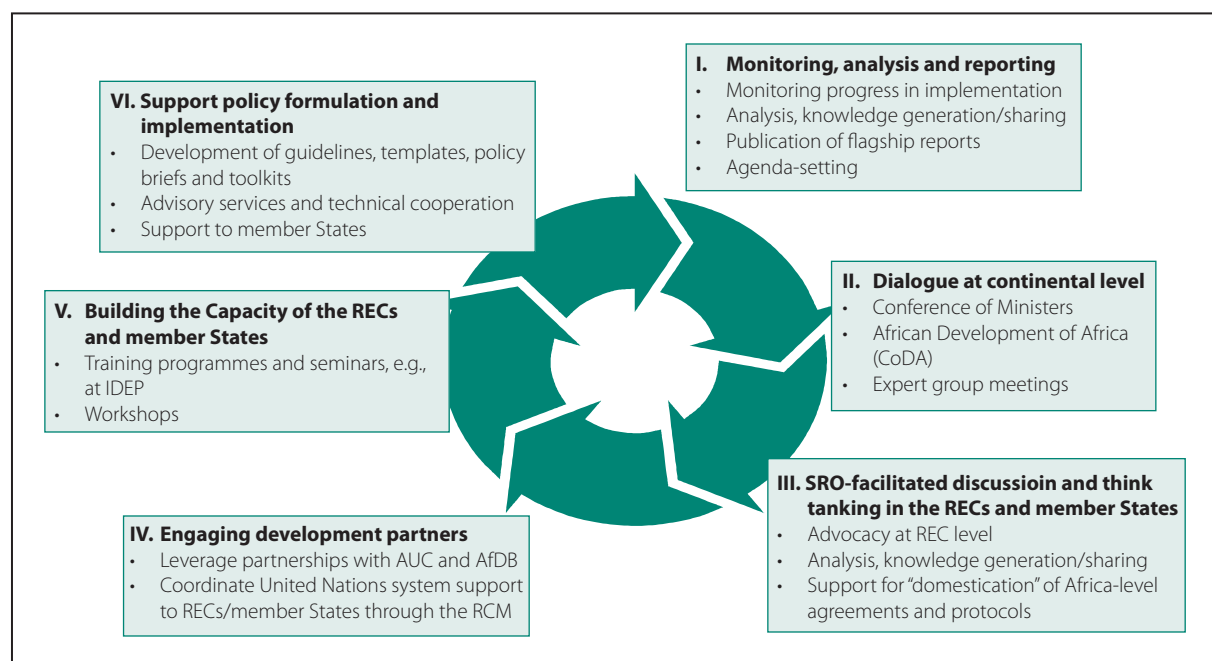 I. Monitoring, analysis and reporting
• Monitoring progress in implementation
• Analysis, knowledge generation/sharing
• Publication of flagship reports
• Agenda-setting
II. Dialogue at continental level
• Conference of Ministers
• African Development of Africa
(CoDA)
• Expert group meetings
III. SRO-facilitated discussioin and think
tanking in the RECs and member States
• Advocacy at REC level
• Analysis, knowledge generation/sharing
• Support for “domestication” of Africa-level
agreements and protocols
IV. Engaging development partners
• Leverage partnerships with AUC and AfDB
• Coordinate United Nations system support
to RECs/member States through the RCM
V. Building the Capacity of the RECs
and member States
• Training programmes and seminars, e.g.,
at IDEP
• Workshops
VI. Support policy formulation and
implementation
• Development of guidelines, templates, policy
briefs and toolkits
• Advisory services and technical cooperation
• Support to member States